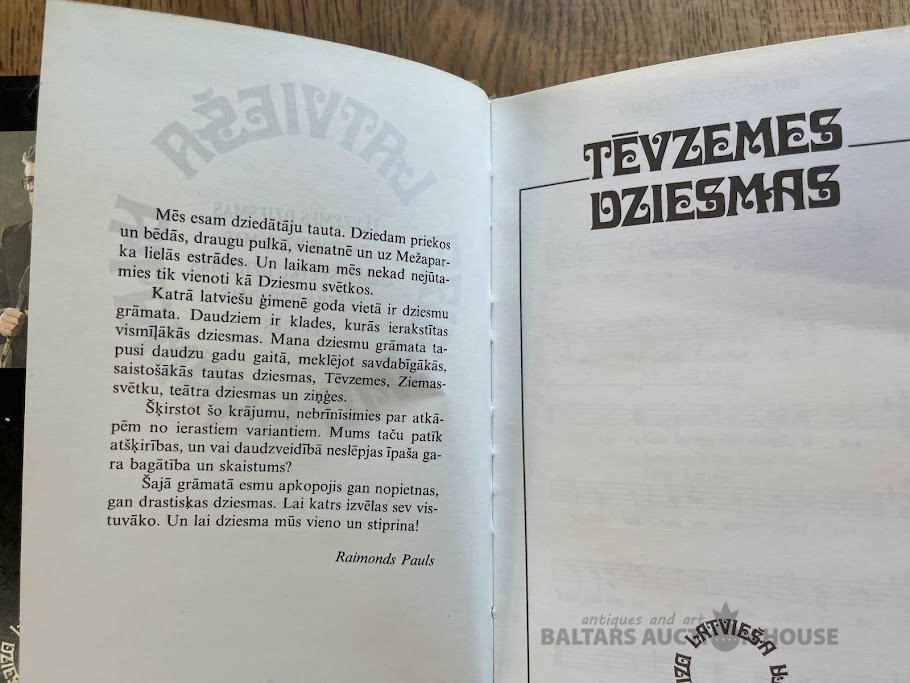 LATVIEŠA
Mēs esam dziedātāju tauta. Dziedam priekos
un bēdās, draugu pulkā, vienatnē un uz Mežapar-
ka lielās estrādes. Un laikam mēs nekad nejūta-
mies tik vienoti kā Dziesmu svētkos.
Katrā latviešu ģimenē goda vietā ir dziesmu
grāmata. Daudziem ir klades, kurās ierakstītas
vismīļākās dziesmas. Mana dziesmu grāmata ta-
pusi daudzu gadu gaitā, meklējot savdabīgākās,
saistošākās tautas dziesmas, Tēvzemes, Ziemas-
svētku, teātra dziesmas un ziņģes.
Šķirstot šo krājumu, nebrīnīsimies par atkā-
pēm no ierastiem variantiem. Mums taču patīk
atšķirības, un vai daudzveidībā neslēpjas īpaša ga-
ra bagātība un skaistums?
Šajā grāmatā esmu apkopojis gan nopietnas,
gan drastiskas dziesmas. Lai katrs izvēlas sev vis-
tuvāko. Un lai dziesma mūs vieno un stiprina!
Raimonds Pauls
TĒVZEMES
DZIESMAS
antiques and art
BALTARS AUCTION HOUSE
LATVIEŠA